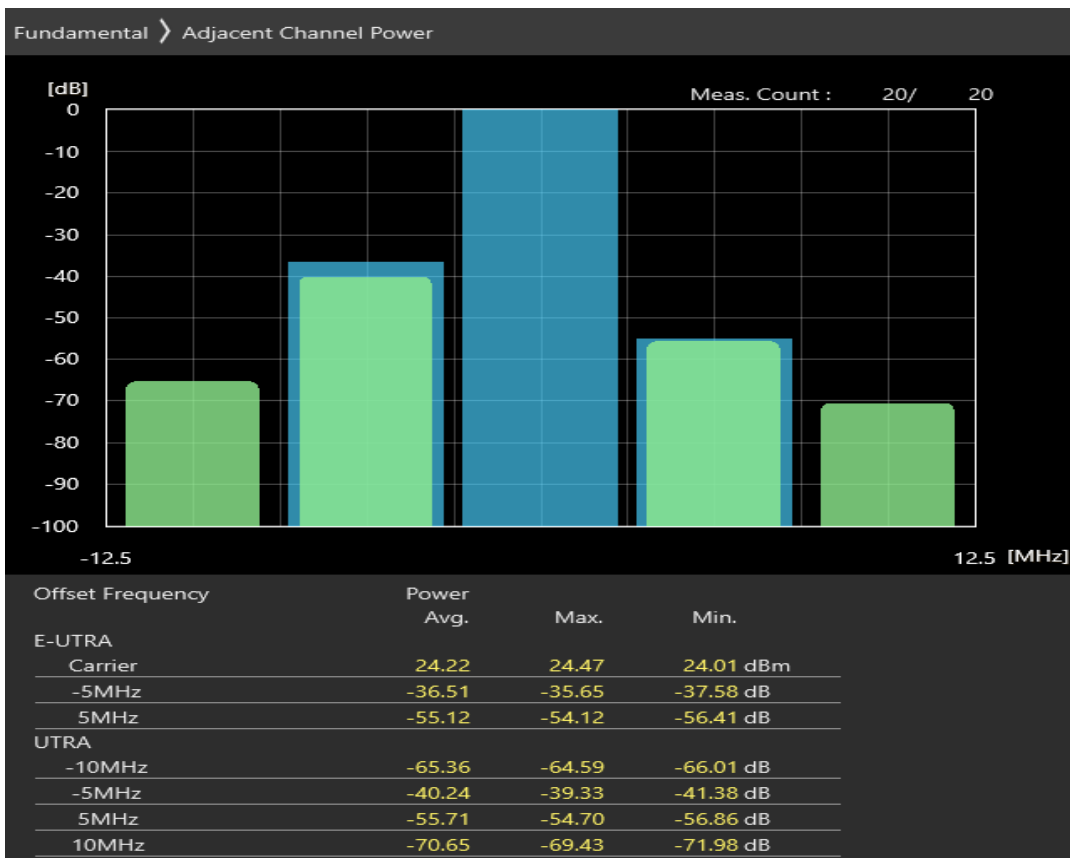 Fundamental 〉 Adjacent Channel Power
[dB]
Meas. Count : 20/ 20
0
-10
-20
-30
-40
-50
-60
-70
-80
-90
-100
-12.5 12.5 [MHz]
Offset Frequency Power
Avg. Max. Min.
E-UTRA
Carrier 24.22 24.47 24.01 dBm
-5MHz -36.51 -35.65 -37.58 dB
5MHz -55.12 -54.12 -56.41 dB
UTRA
-10MHz -65.36 -64.59 -66.01 dB
-5MHz -40.24 -39.33 -41.38 dB
5MHz -55.71 -54.70 -56.86 dB
10MHz -70.65 -69.43 -71.98 dB